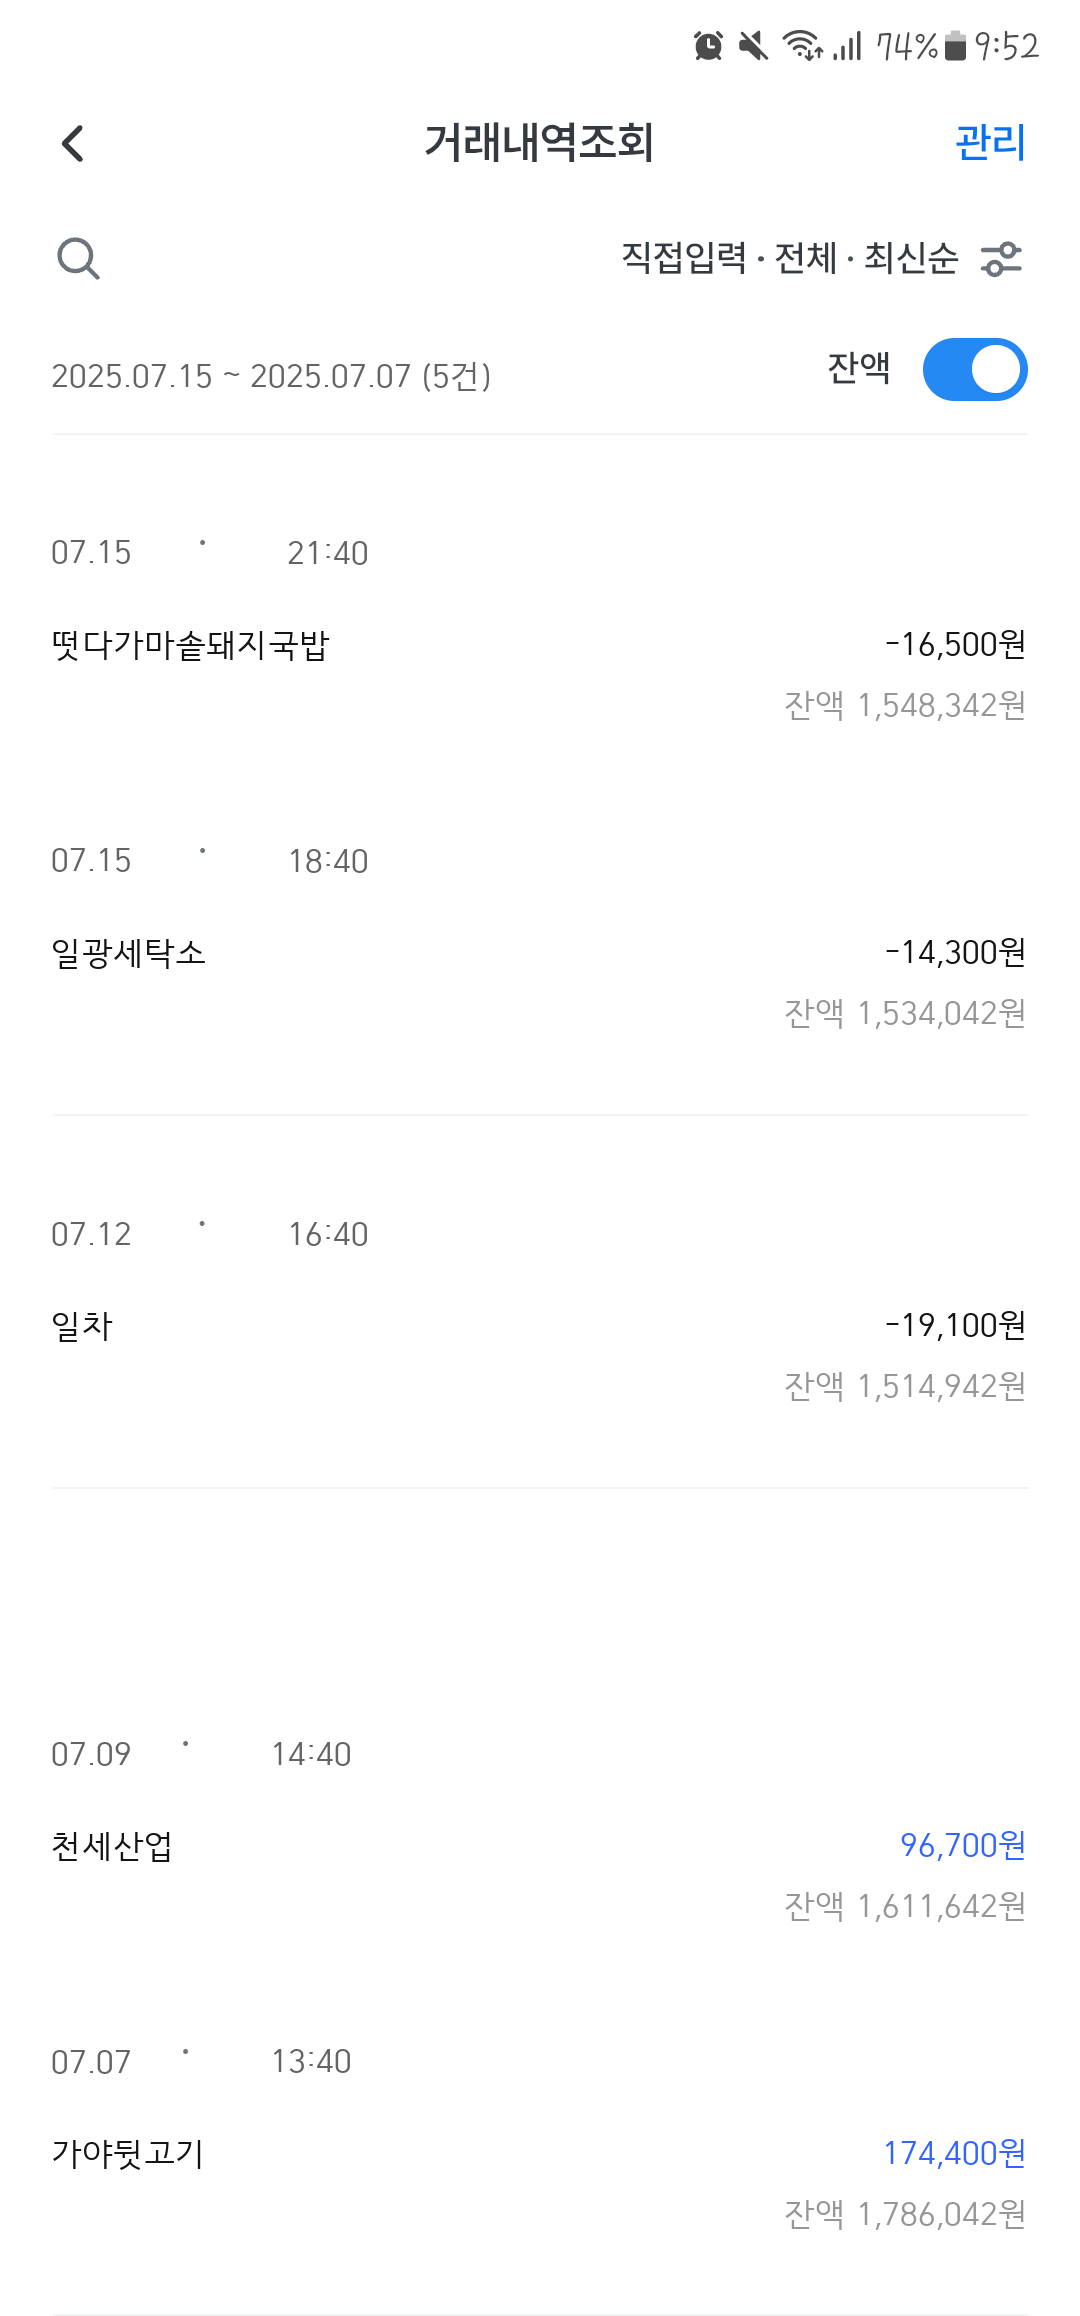 74% 9:52
거래내역조회 관리
직접입력 · 전체 · 최신순
2025.07.15 ~ 2025.07.07 (5건) 잔액
07.15 · 21:40
떳다가마솥돼지국밥 -16,500원
잔액 1,548,342원
07.15 · 18:40
일광세탁소 -14,300원
잔액 1,534,042원
07.12 · 16:40
일차 -19,100원
잔액 1,514,942원
07.09 · 14:40
천세산업 96,700원
잔액 1,611,642원
07.07 · 13:40
가야뒷고기 174,400원
잔액 1,786,042원